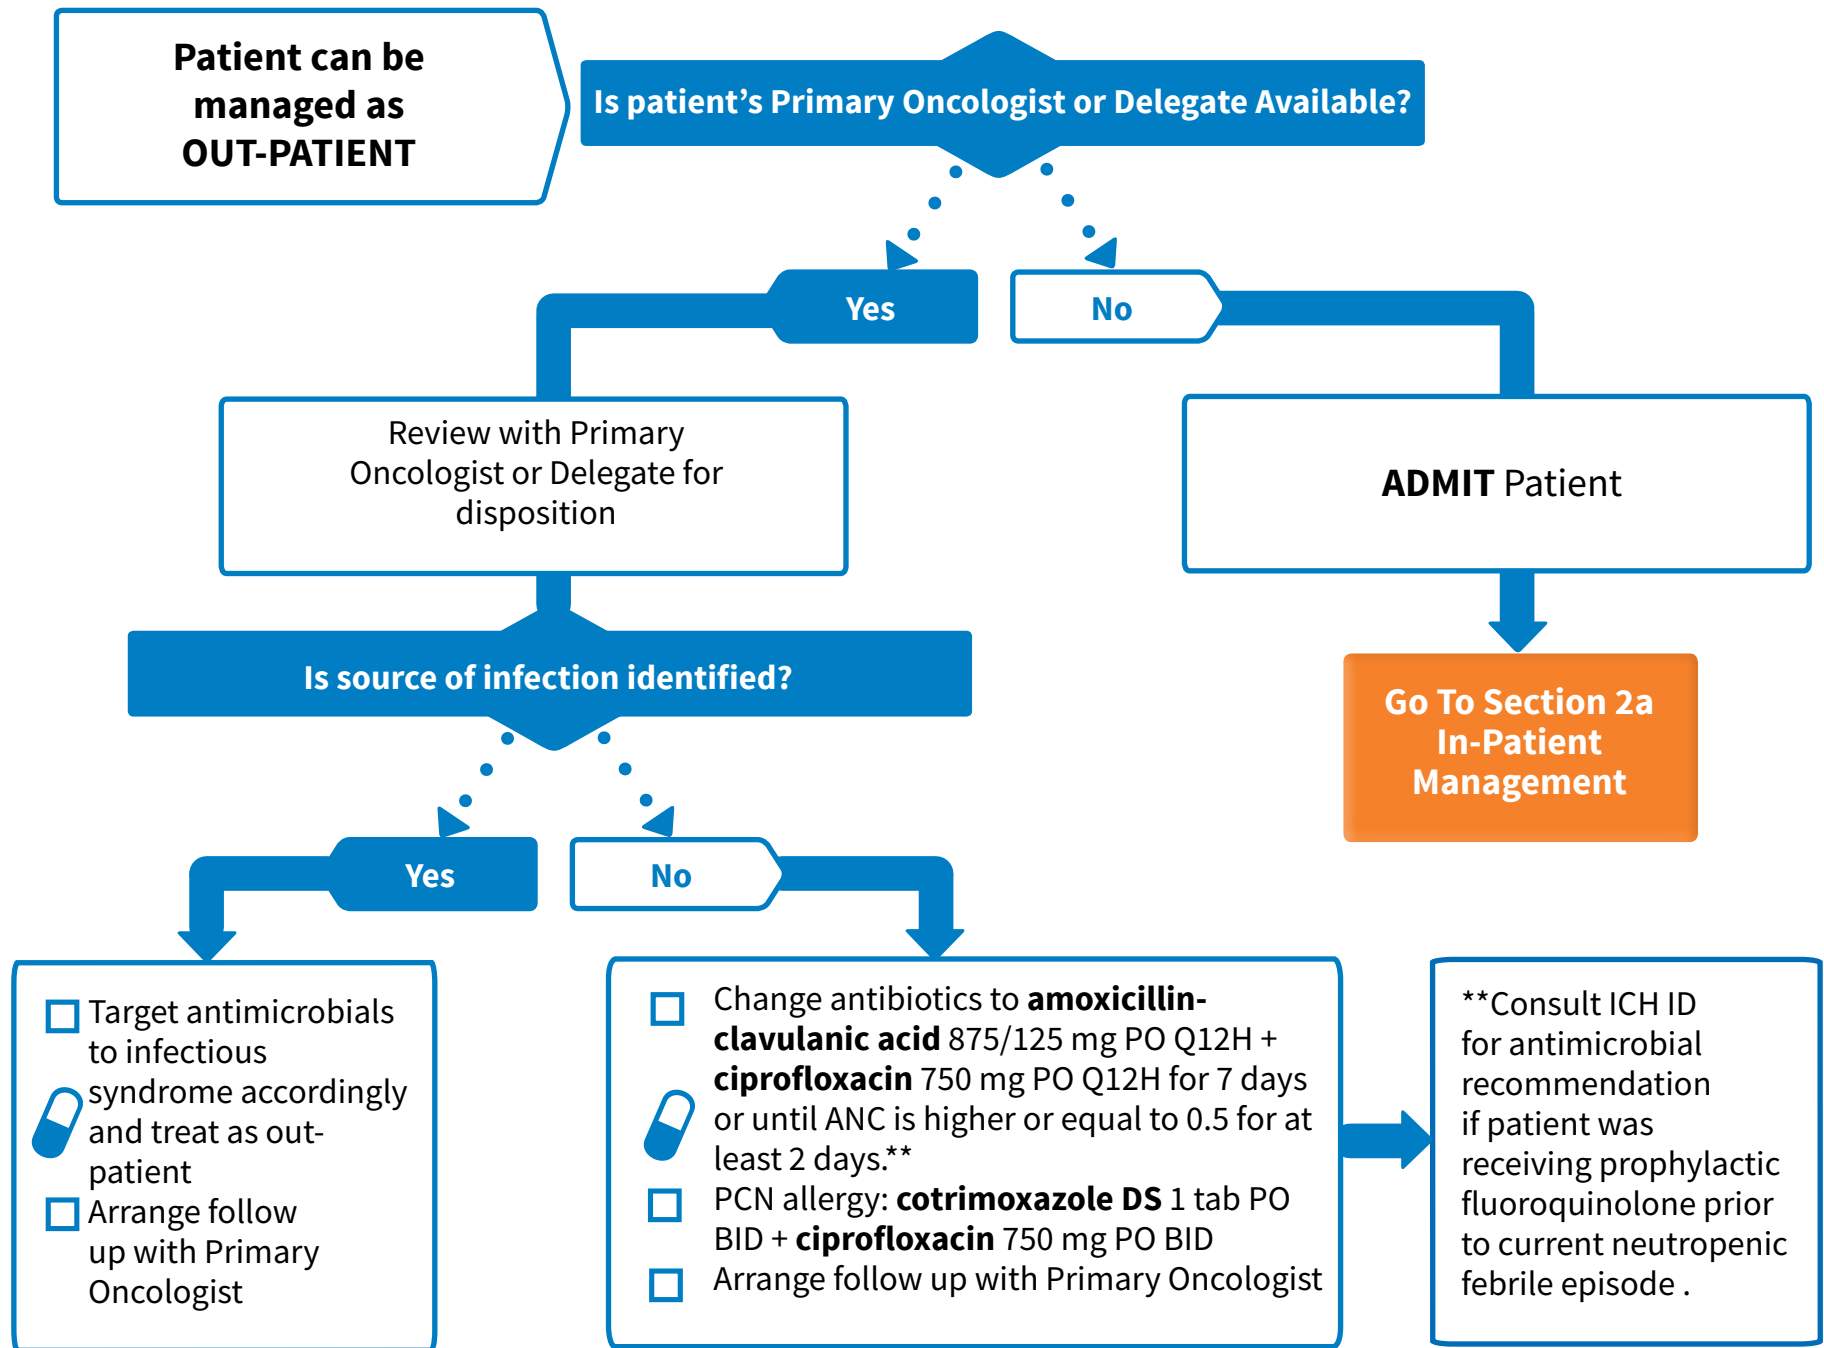 Patient can be
managed as
OUT-PATIENT
Is patient's Primary Oncologist or Delegate Available?
Yes
No
Review with Primary
Oncologist or Delegate for
disposition
ADMIT Patient
Is source of infection identified?
Go To Section 2a
In-Patient
Management
Yes
No
Target antimicrobials
to infectious
syndrome accordingly
and treat as out-
patient
Arrange follow
up with Primary
Oncologist
Change antibiotics to amoxicillin-
clavulanic acid 875/125 mg PO Q12H +
ciprofloxacin 750 mg PO Q12H for 7 days
or until ANC is higher or equal to 0.5 for at
least 2 days.**
PCN allergy: cotrimoxazole DS 1 tab PO
BID + ciprofloxacin 750 mg PO BID
Arrange follow up with Primary Oncologist
**Consult ICH ID
for antimicrobial
recommendation
if patient was
receiving prophylactic
fluoroquinolone prior
to current neutropenic
febrile episode .